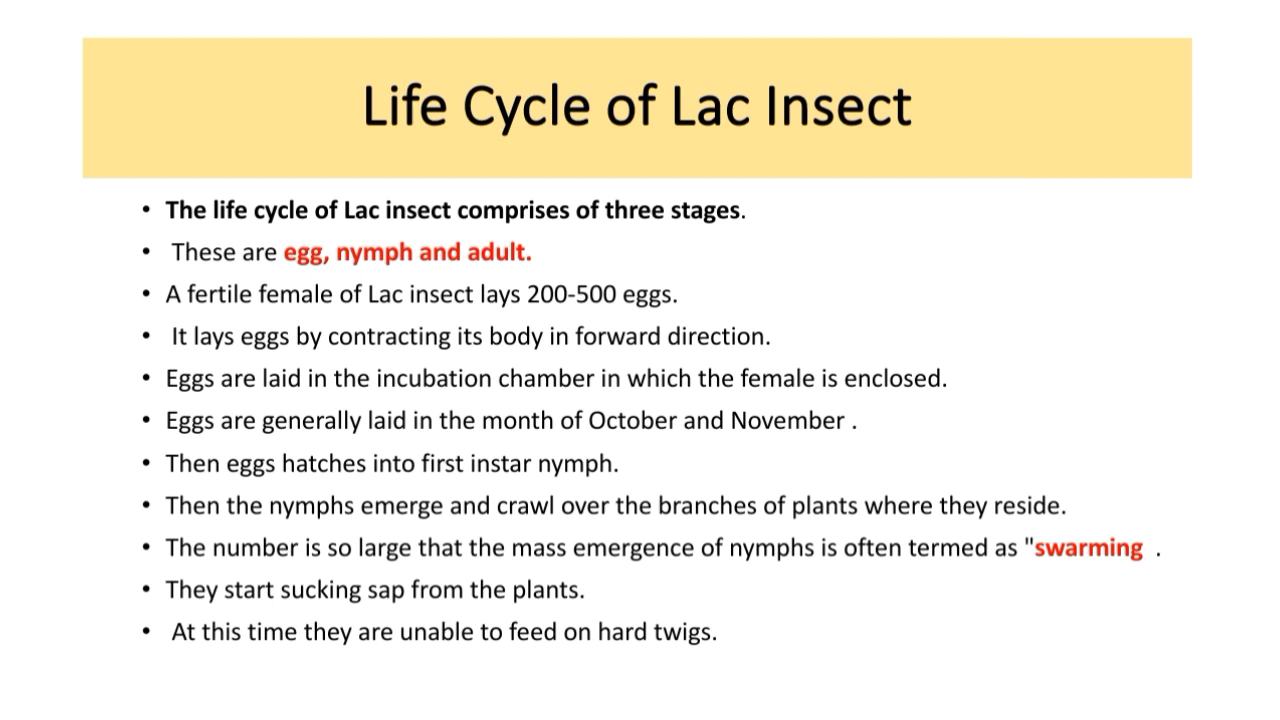 Life Cycle of Lac Insect
• The life cycle of Lac insect comprises of three stages.
• These are egg, nymph and adult.
• A fertile female of Lac insect lays 200-500 eggs.
• It lays eggs by contracting its body in forward direction.
• Eggs are laid in the incubation chamber in which the female is enclosed.
• Eggs are generally laid in the month of October and November .
• Then eggs hatches into first instar nymph.
• Then the nymphs emerge and crawl over the branches of plants where they reside.
• The number is so large that the mass emergence of nymphs is often termed as "swarming .
• They start sucking sap from the plants.
• At this time they are unable to feed on hard twigs.